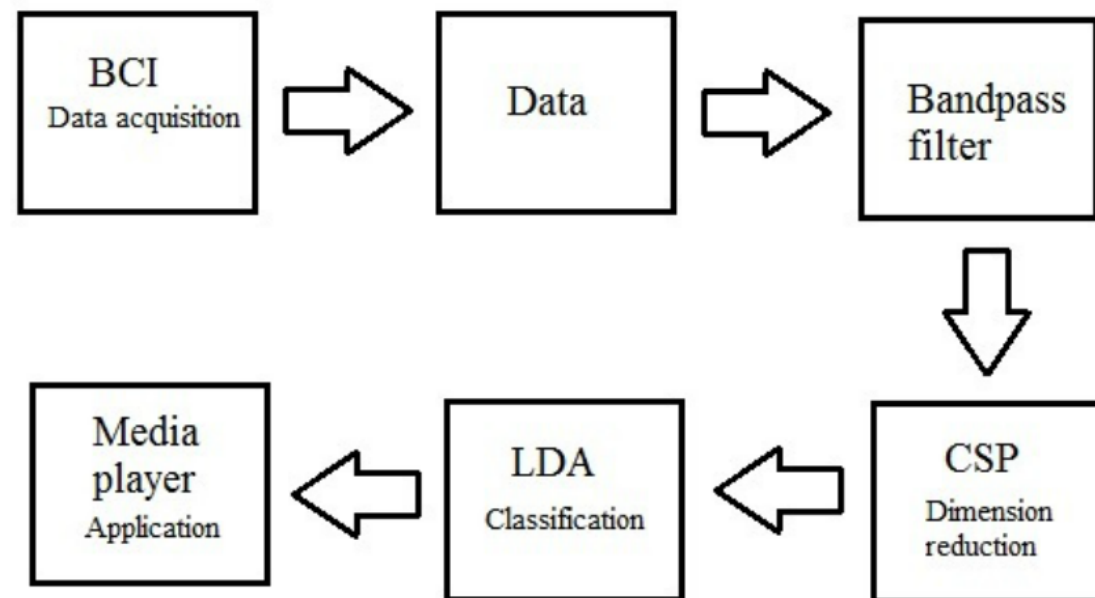 BCI
Data acquisition
Data
Bandpass
filter
CSP
Dimension
reduction
LDA
Classification
Media
player
Application